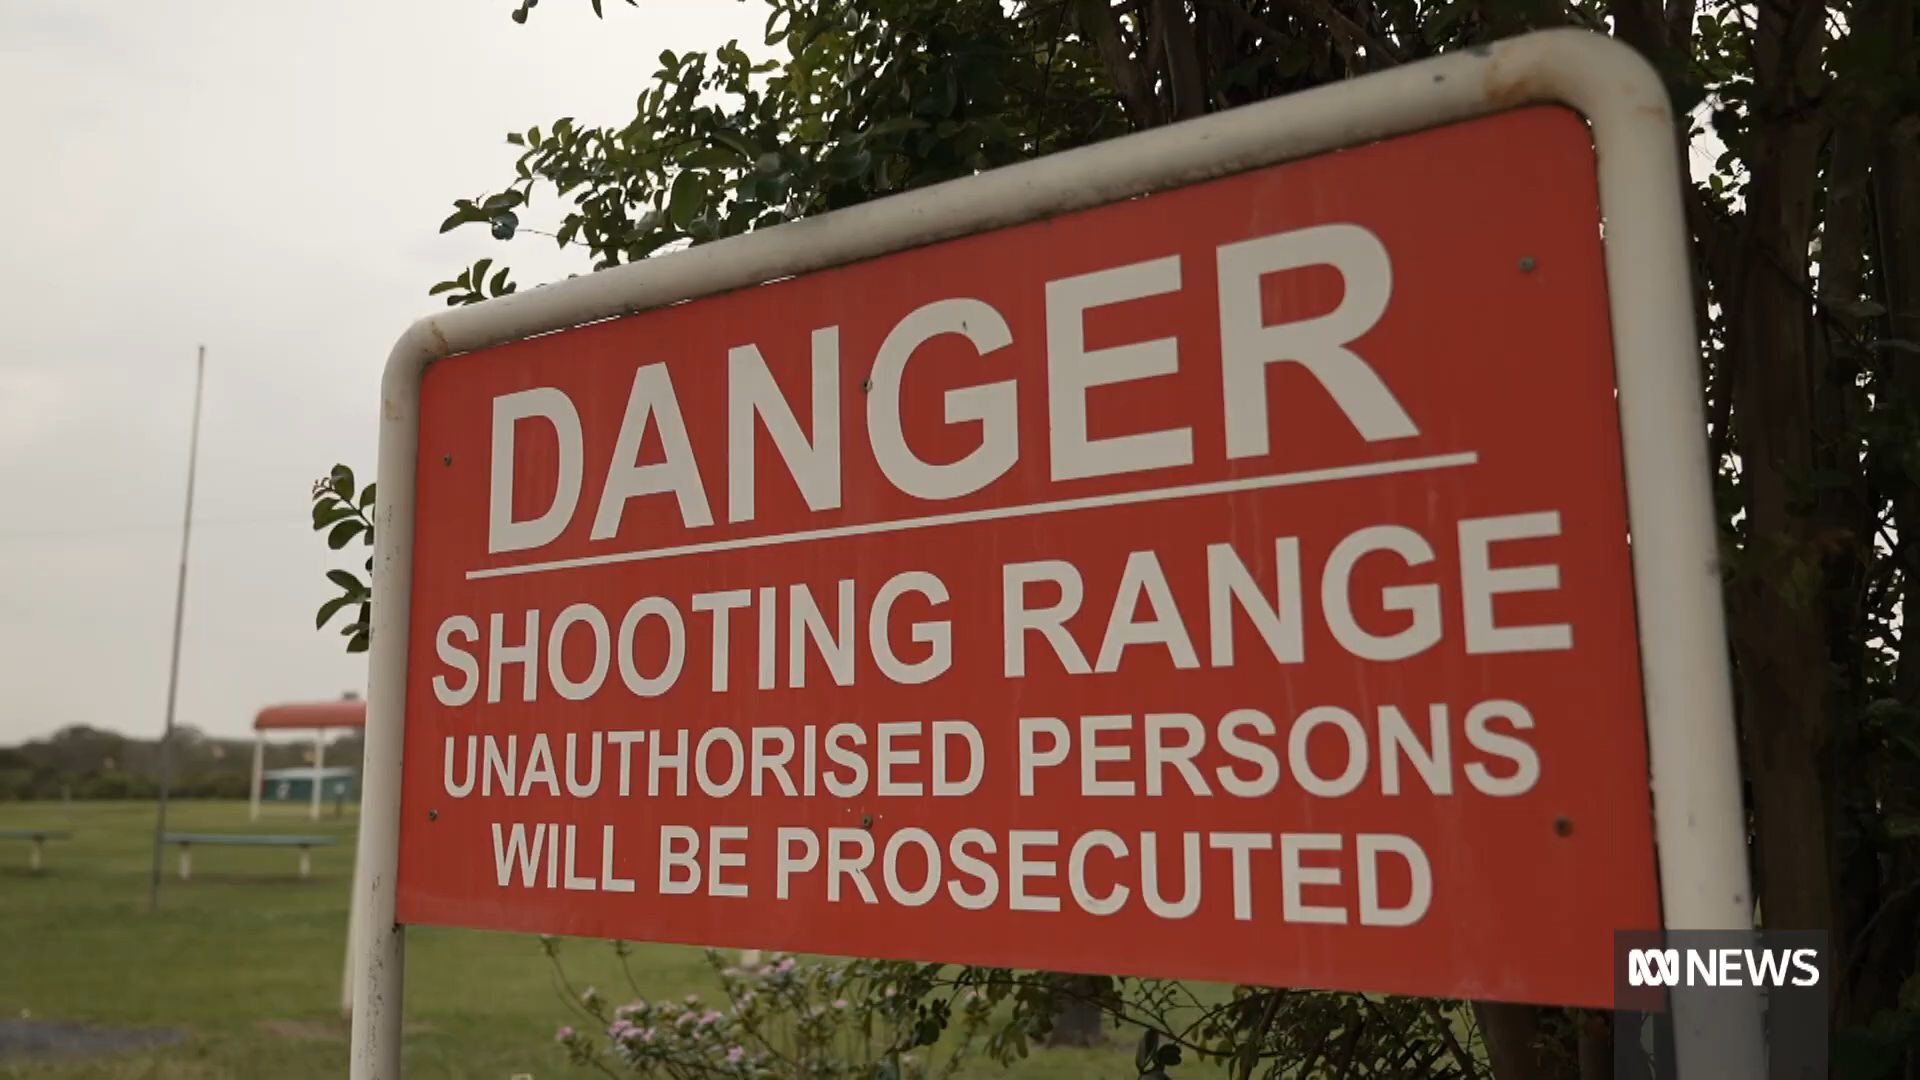 DANGER
SHOOTING RANGE
UNAUTHORISED PERSONS
WILL BE PROSECUTED
NEWS